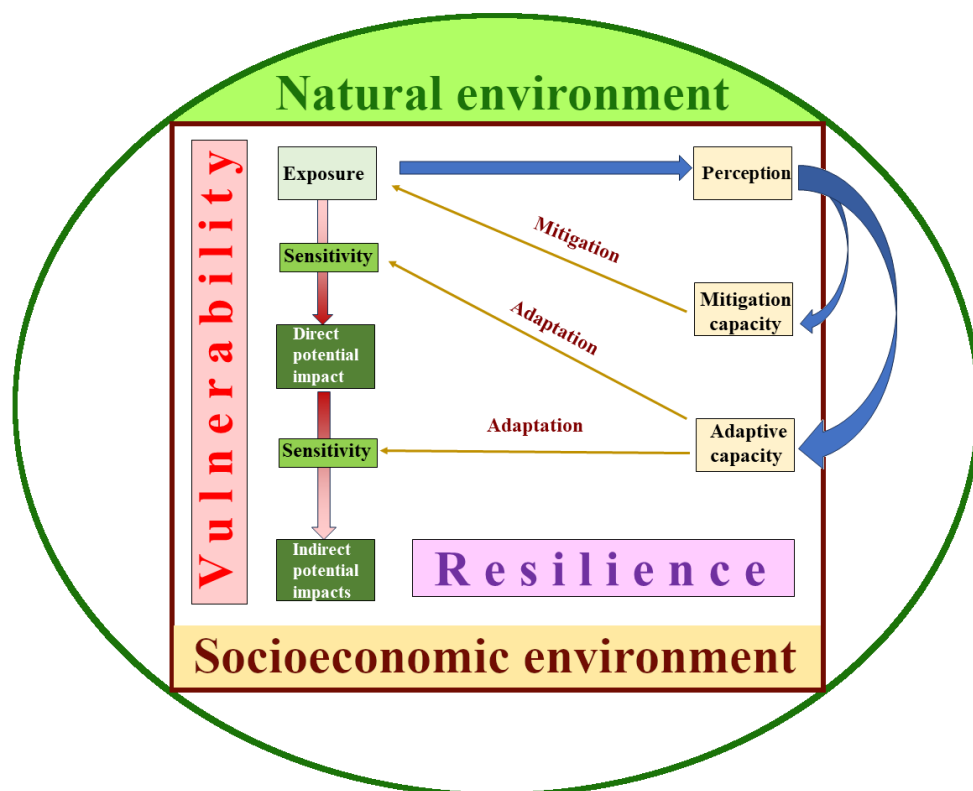 Natural environment
Vulnerability
Exposure
Perception
Mitigation
Sensitivity
Mitigation
capacity
Direct
potential
impact
Adaptation
Adaptation
Sensitivity
Adaptive
capacity
Indirect
potential
impacts
Resilience
Socioeconomic environment